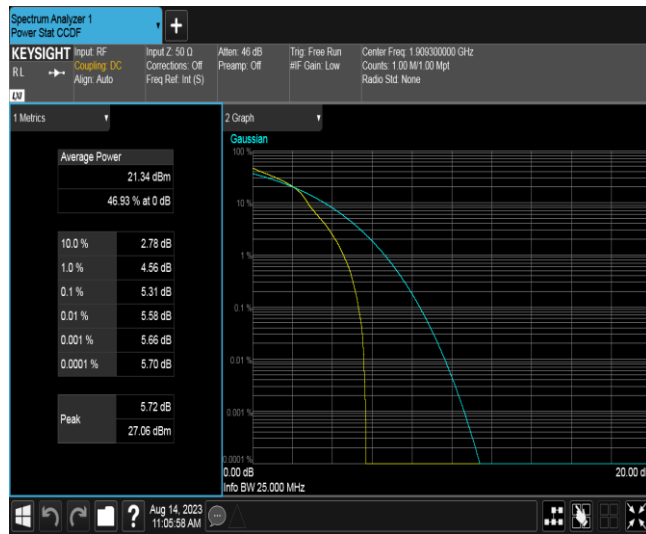 Spectrum Analyzer 1
Power Stat CCDF
+
KEYSIGHT
RL
LXI
Input: RF
Coupling: DC
Align: Auto
Input Z: 50 Ω
Corrections: Off
Freq Ref: Int (S)
Atten: 46 dB
Preamp: Off
Trig: Free Run
#IF Gain: Low
Center Freq: 1.909300000 GHz
Counts: 1.00 M/1.00 Mpt
Radio Std: None
1 Metrics
Average Power
21.34 dBm
46.93 % at 0 dB
10.0 % 2.78 dB
1.0 % 4.56 dB
0.1 % 5.31 dB
0.01 % 5.58 dB
0.001 % 5.66 dB
0.0001 % 5.70 dB
Peak
5.72 dB
27.06 dBm
2 Graph
Gaussian
100 %
10 %
1 %
0.1 %
0.01 %
0.001 %
0.0001 %
0.00 dB
20.00 d
Info BW 25.000 MHz
?
Aug 14, 2023
11:05:58 AM